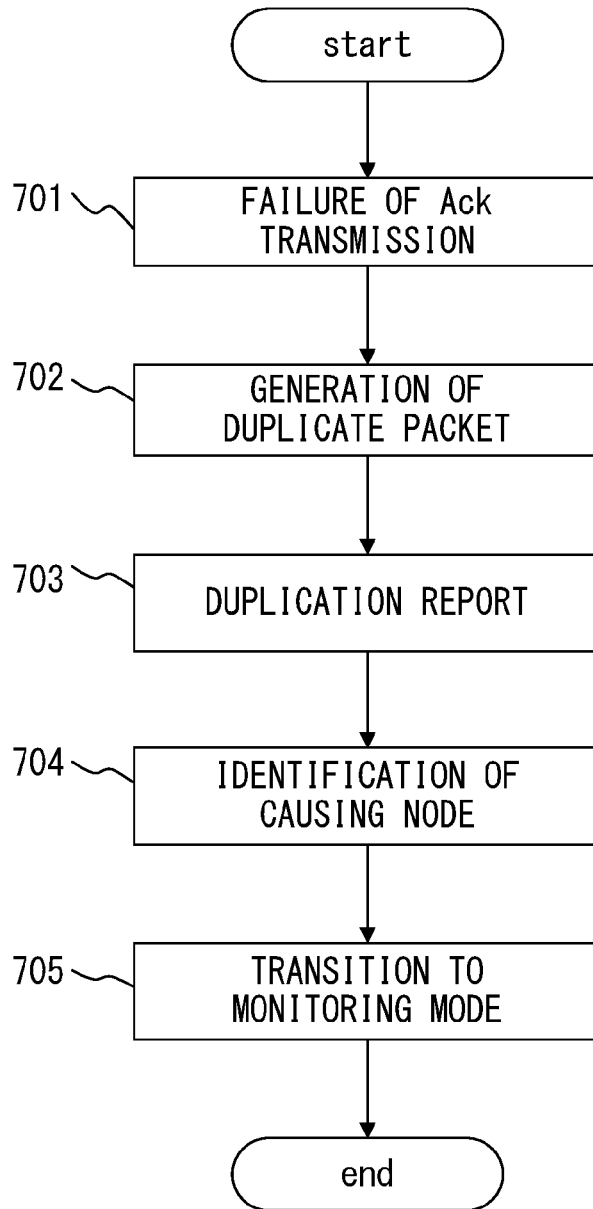 start
701
FAILURE OF Ack
TRANSMISSION
702
GENERATION OF
DUPLICATE PACKET
703
DUPLICATION REPORT
704
IDENTIFICATION OF
CAUSING NODE
705
TRANSITION TO
MONITORING MODE
end